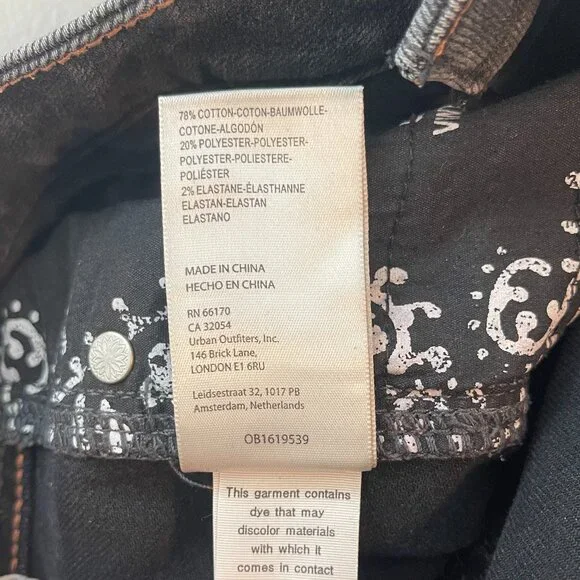 78% COTTON-COTON-BAUMWOLLE-
COTONE-ALGODÓN
20% POLYESTER-POLYESTER-
POLYESTER-POLIESTERE-
POLIÉSTER
2% ELASTANE-ÉLASTHANNE
ELASTAN-ELASTAN
ELASTANO
MADE IN CHINA
HECHO EN CHINA
RN 66170
CA 32054
Urban Outfitters, Inc.
146 Brick Lane,
LONDON E1 6RU
Leidsestraat 32, 1017 PB
Amsterdam, Netherlands
OB1619539
This garment contains
dye that may
discolor materials
with which it
comes in contact